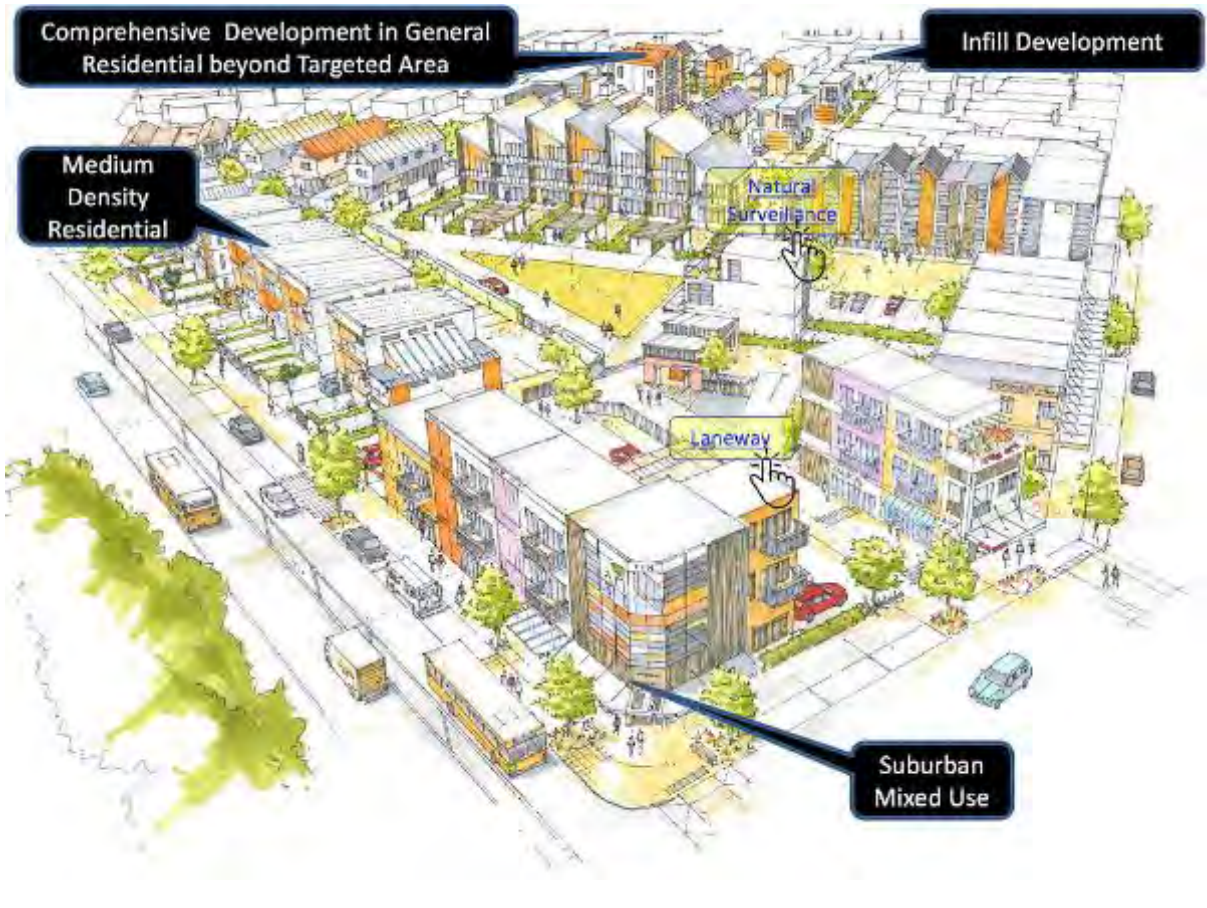 Comprehensive Development in General
Residential beyond Targeted Area
Infill Development
Medium
Density
Residential
Natural
Surveillance
Laneway
Suburban
Mixed Use